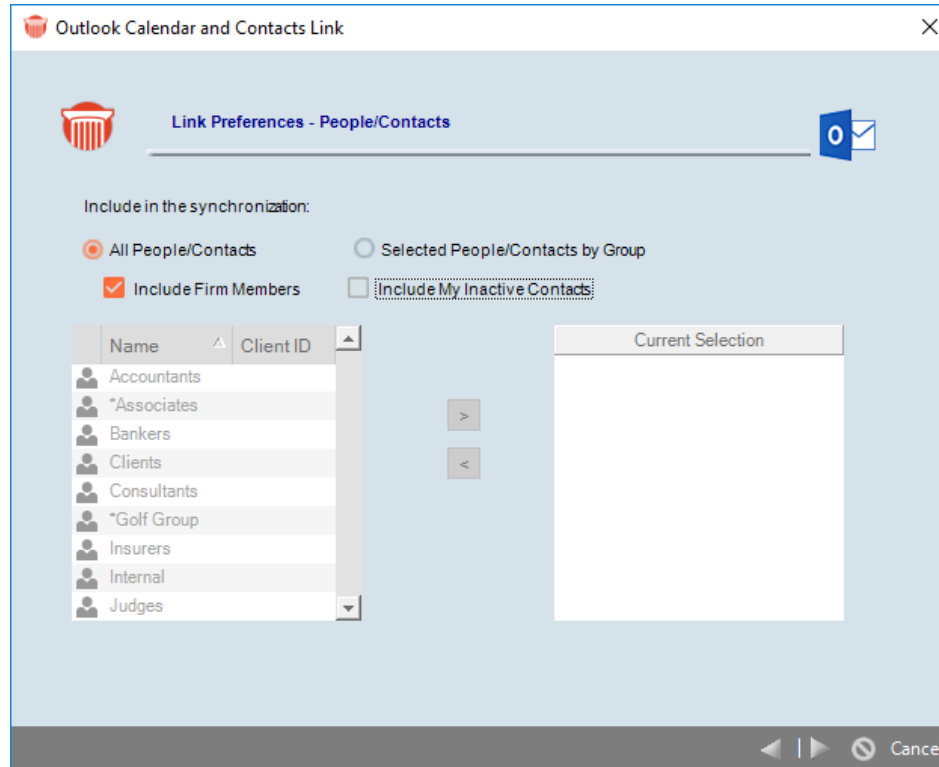 Outlook Calendar and Contacts Link
Link Preferences - People/Contacts
Include in the synchronization:
All People/Contacts
Selected People/Contacts by Group
Include Firm Members
Include My Inactive Contacts
Name
Client ID
Current Selection
Accountants
*Associates
Bankers
Clients
Consultants
*Golf Group
Insurers
Internal
Judges
>
<
Cance